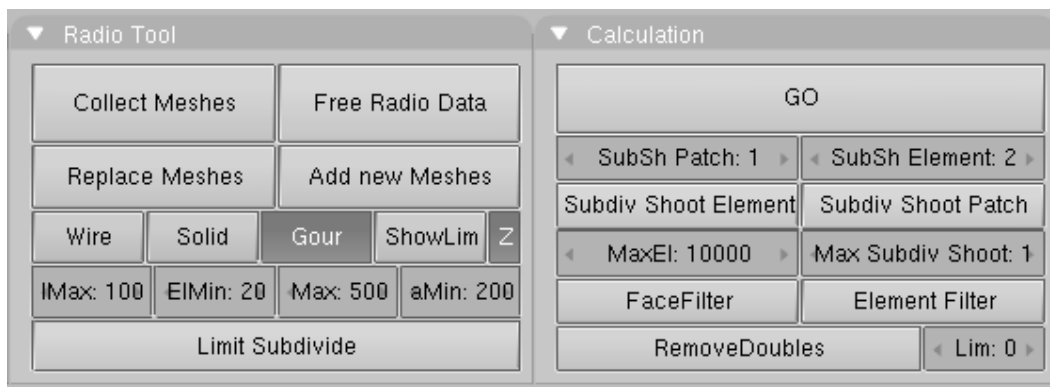 Radio Tool
Collect Meshes
Free Radio Data
Replace Meshes
Add new Meshes
Wire
Solid
Gour
ShowLim
Z
lMax: 100
ElMin: 20
Max: 500
aMin: 200
Limit Subdivide
Calculation
GO
SubSh Patch: 1
SubSh Element: 2
Subdiv Shoot Element
Subdiv Shoot Patch
MaxEl: 10000
Max Subdiv Shoot: 1
FaceFilter
Element Filter
RemoveDoubles
Lim: 0